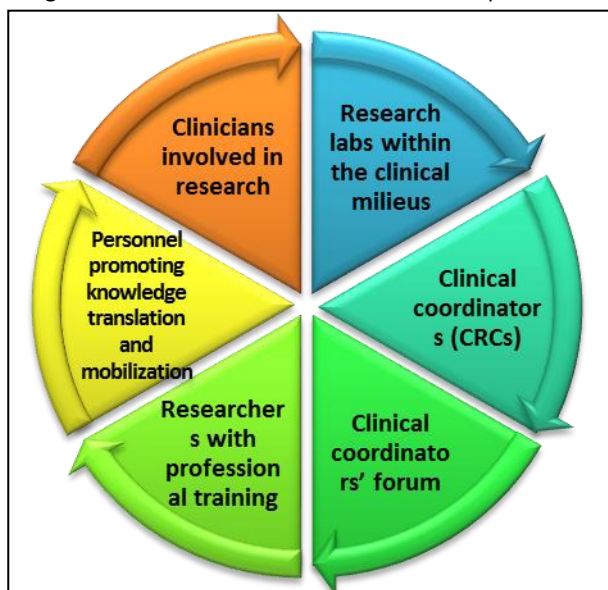 Clinicians
involved in
research
Research
labs within
the clinical
milieus
Clinical
coordinator
s (CRCs)
Clinical
coordinato
rs' forum
Researcher
s with
profession
al training
Personnel
promoting
knowledge
translation
and
mobilization